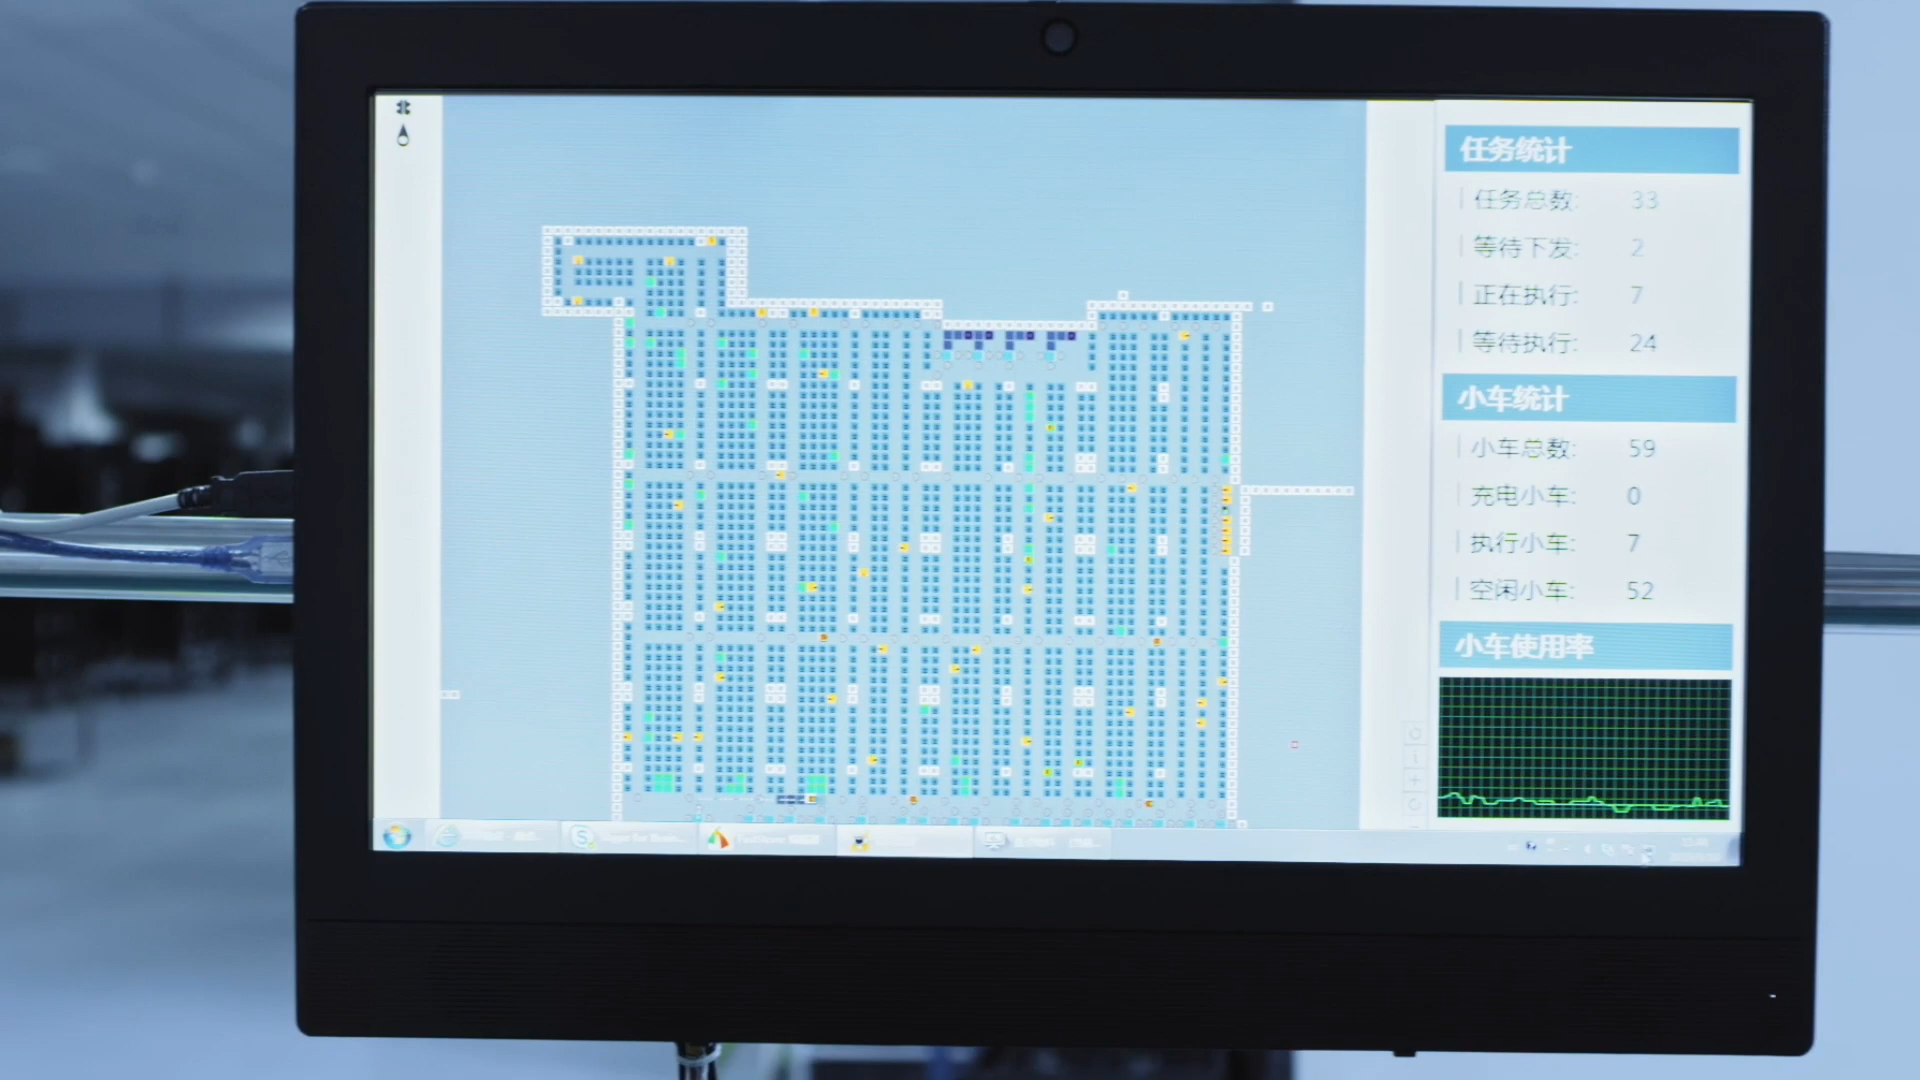 任务统计
任务总数: 33
等待下发: 2
正在执行: 7
等待执行: 24
小车统计
小车总数: 59
充电小车: 0
执行小车: 7
空闲小车: 52
小车使用率